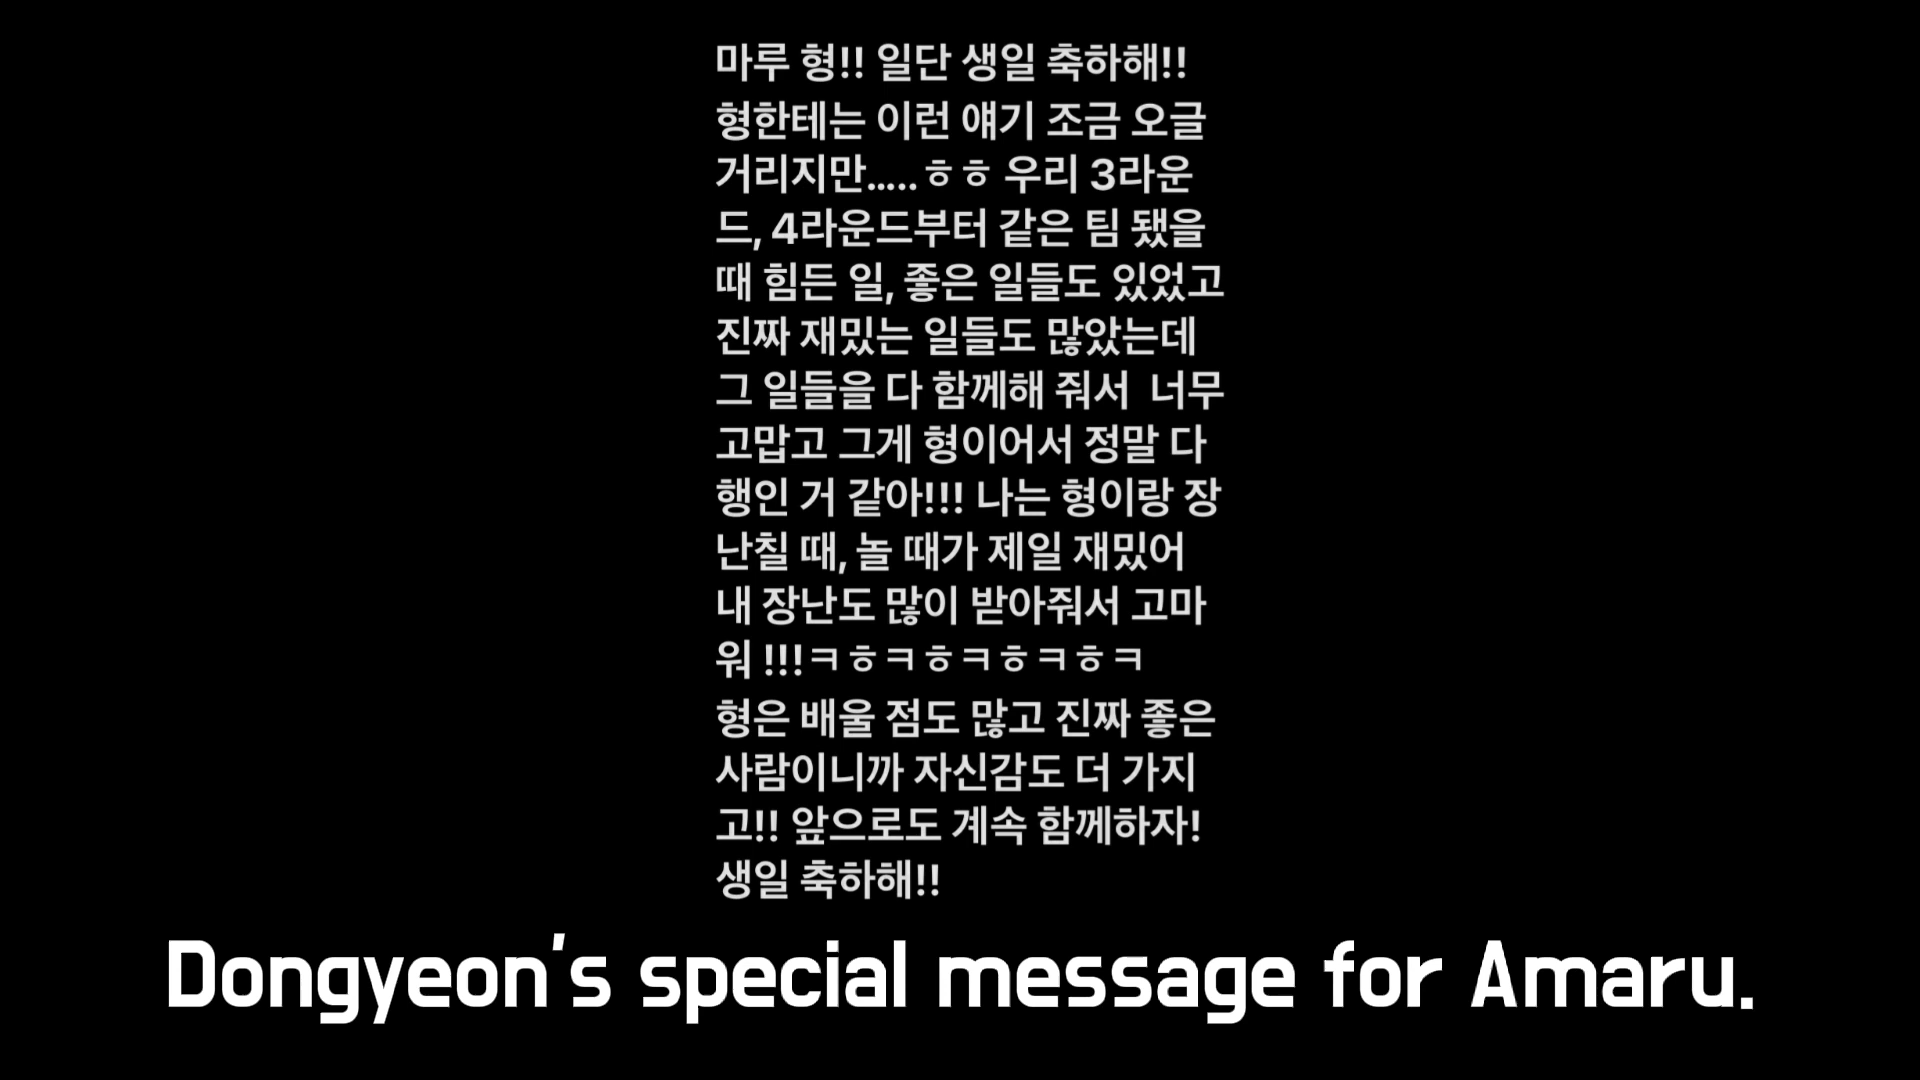 마루 형!! 일단 생일 축하해!!
형한테는 이런 얘기 조금 오글
거리지만.....ㅎㅎ 우리 3라운
드, 4라운드부터 같은 팀 됐을
때 힘든 일, 좋은 일들도 있었고
진짜 재밌는 일들도 많았는데
그 일들을 다 함께해 줘서 너무
고맙고 그게 형이어서 정말 다
행인 거 같아!!! 나는 형이랑 장
난칠 때, 놀 때가 제일 재밌어
내 장난도 많이 받아줘서 고마
워 !!!ㅋㅎㅋㅎㅋㅎㅋㅎㅋ
형은 배울 점도 많고 진짜 좋은
사람이니까 자신감도 더 가지
고!! 앞으로도 계속 함께하자!
생일 축하해!!
Dongyeon's special message for Amaru.